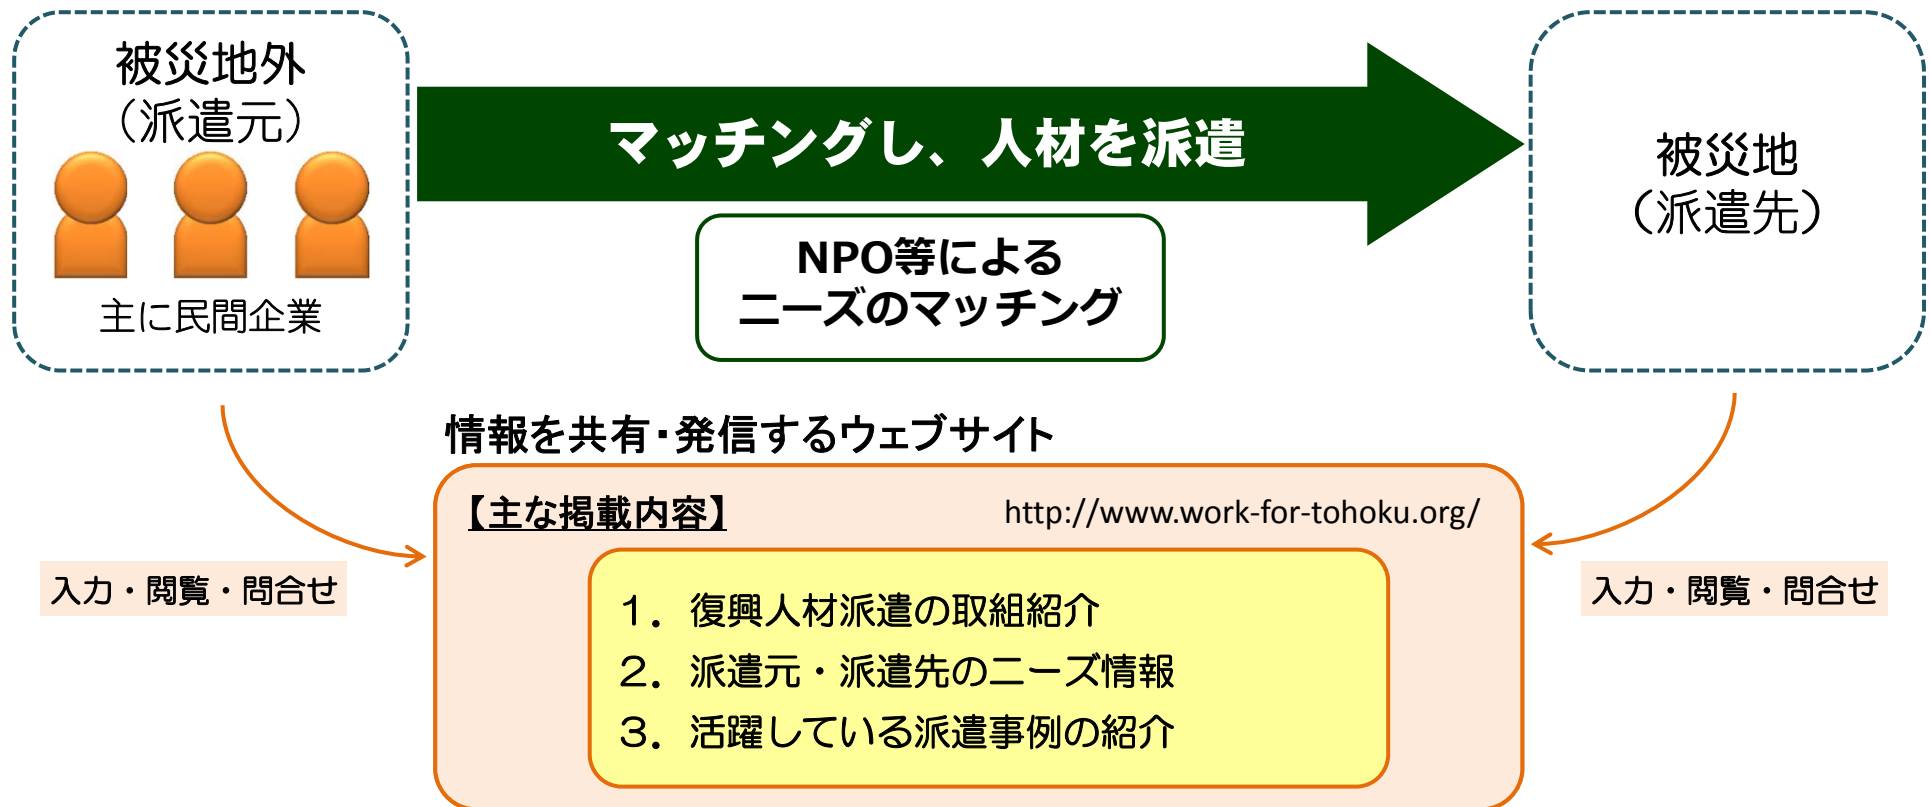 被災地外
（派遣元）
主に民間企業
マッチングし、人材を派遣
NPO等による
ニーズのマッチング
被災地
（派遣先）
情報を共有・発信するウェブサイト
【主な掲載内容】
http://www.work-for-tohoku.org/
１．復興人材派遣の取組紹介
２．派遣元・派遣先のニーズ情報
３．活躍している派遣事例の紹介
入力・閲覧・問合せ
入力・閲覧・問合せ